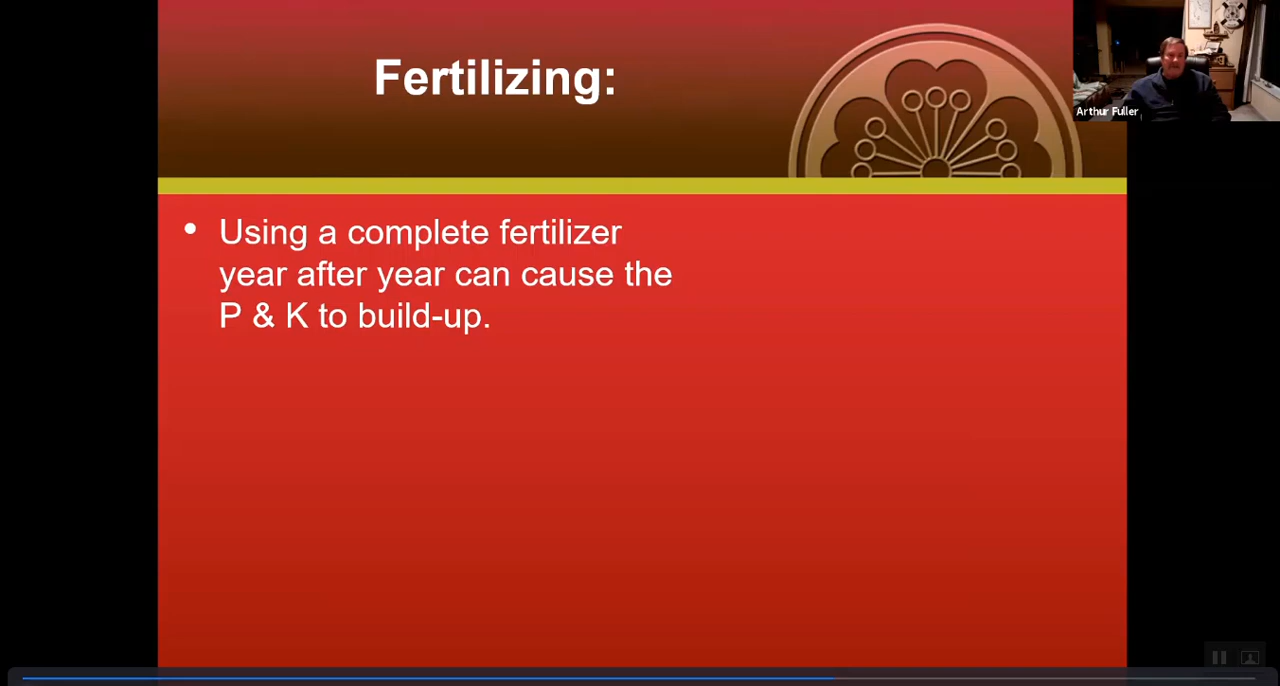 Fertilizing:
Arthur Fuller
• Using a complete fertilizer
year after year can cause the
P & K to build-up.